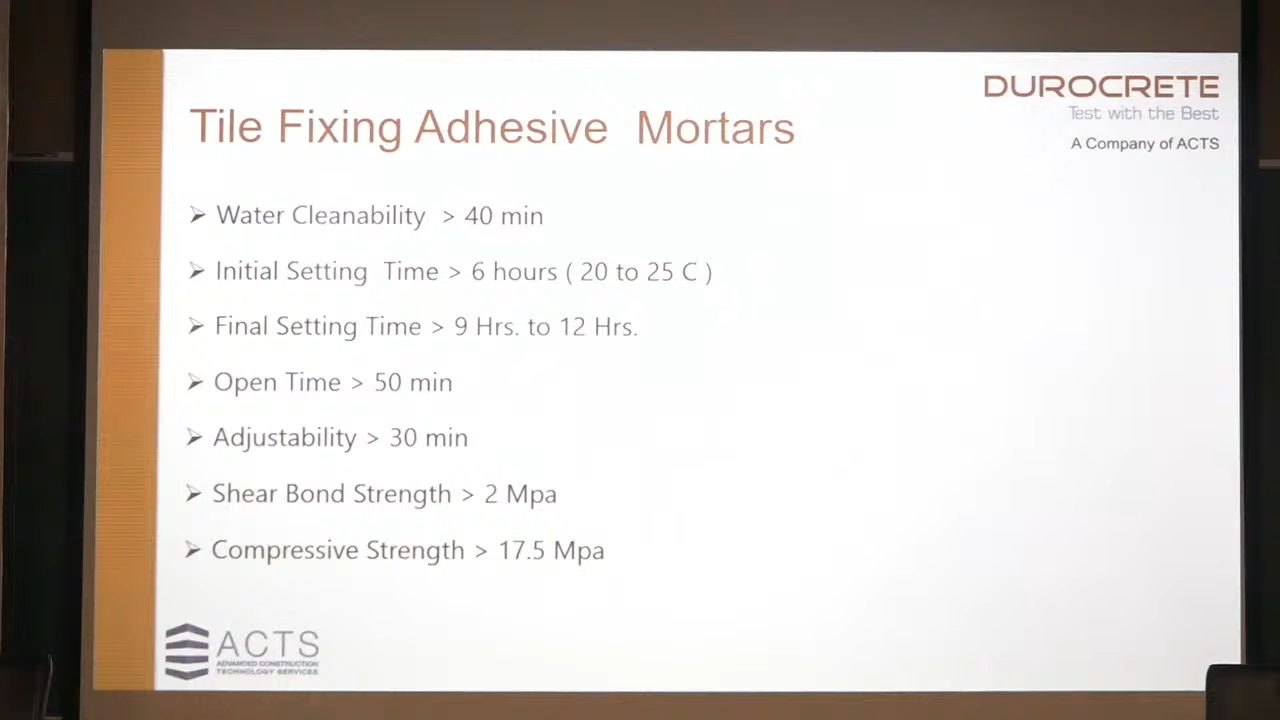 DUROCRETE
Test with the Best
A Company of ACTS
Tile Fixing Adhesive Mortars
➢ Water Cleanability > 40 min
➢ Initial Setting Time > 6 hours ( 20 to 25 C )
➢ Final Setting Time > 9 Hrs. to 12 Hrs.
➢ Open Time > 50 min
➢ Adjustability > 30 min
➢ Shear Bond Strength > 2 Mpa
➢ Compressive Strength > 17.5 Mpa
ACTS
ADVANCED CONSTRUCTION
TECHNOLOGY SERVICES